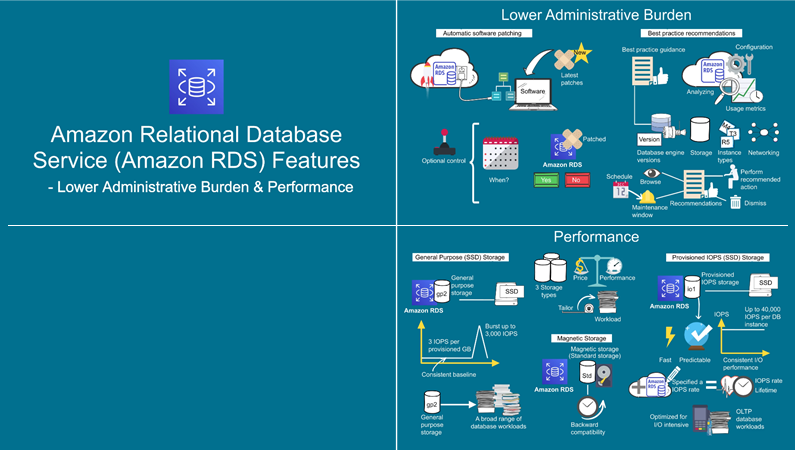 Amazon Relational Database
Service (Amazon RDS) Features
- Lower Administrative Burden & Performance
Lower Administrative Burden
Automatic software patching
Amazon
RDS
New
Latest
patches
Software
Optional control
When?
Patched
Amazon RDS
Yes
No
Best practice recommendations
Best practice guidance
Configuration
Amazon
RDS
Analyzing
Usage metrics
Version
Database engine
versions
Storage
M4
T3
R5
Instance
types
Networking
Schedule
12
Maintenance
window
Browse
Recommendations
Perform
recommended
action
Dismiss
Performance
General Purpose (SSD) Storage
General
purpose
storage
gp2
SSD
Amazon RDS
3 IOPS per
provisioned GB
Burst up to
3,000 IOPS
Consistent baseline
gp2
General
purpose
storage
A broad range of
database workloads
3 Storage
types
Price
Performance
Tailor
Workload
Magnetic Storage
Magnetic storage
(Standard storage)
Std
Amazon RDS
Backward
compatibility
Provisioned IOPS (SSD) Storage
Provisioned
IOPS storage
io1
SSD
Amazon RDS
IOPS
Up to 40,000
IOPS per DB
instance
Fast
Predictable
Consistent I/O
performance
Amazon
RDS
Specified a
IOPS rate
IOPS rate
Lifetime
Optimized for
I/O intensive
OLTP
database
workloads